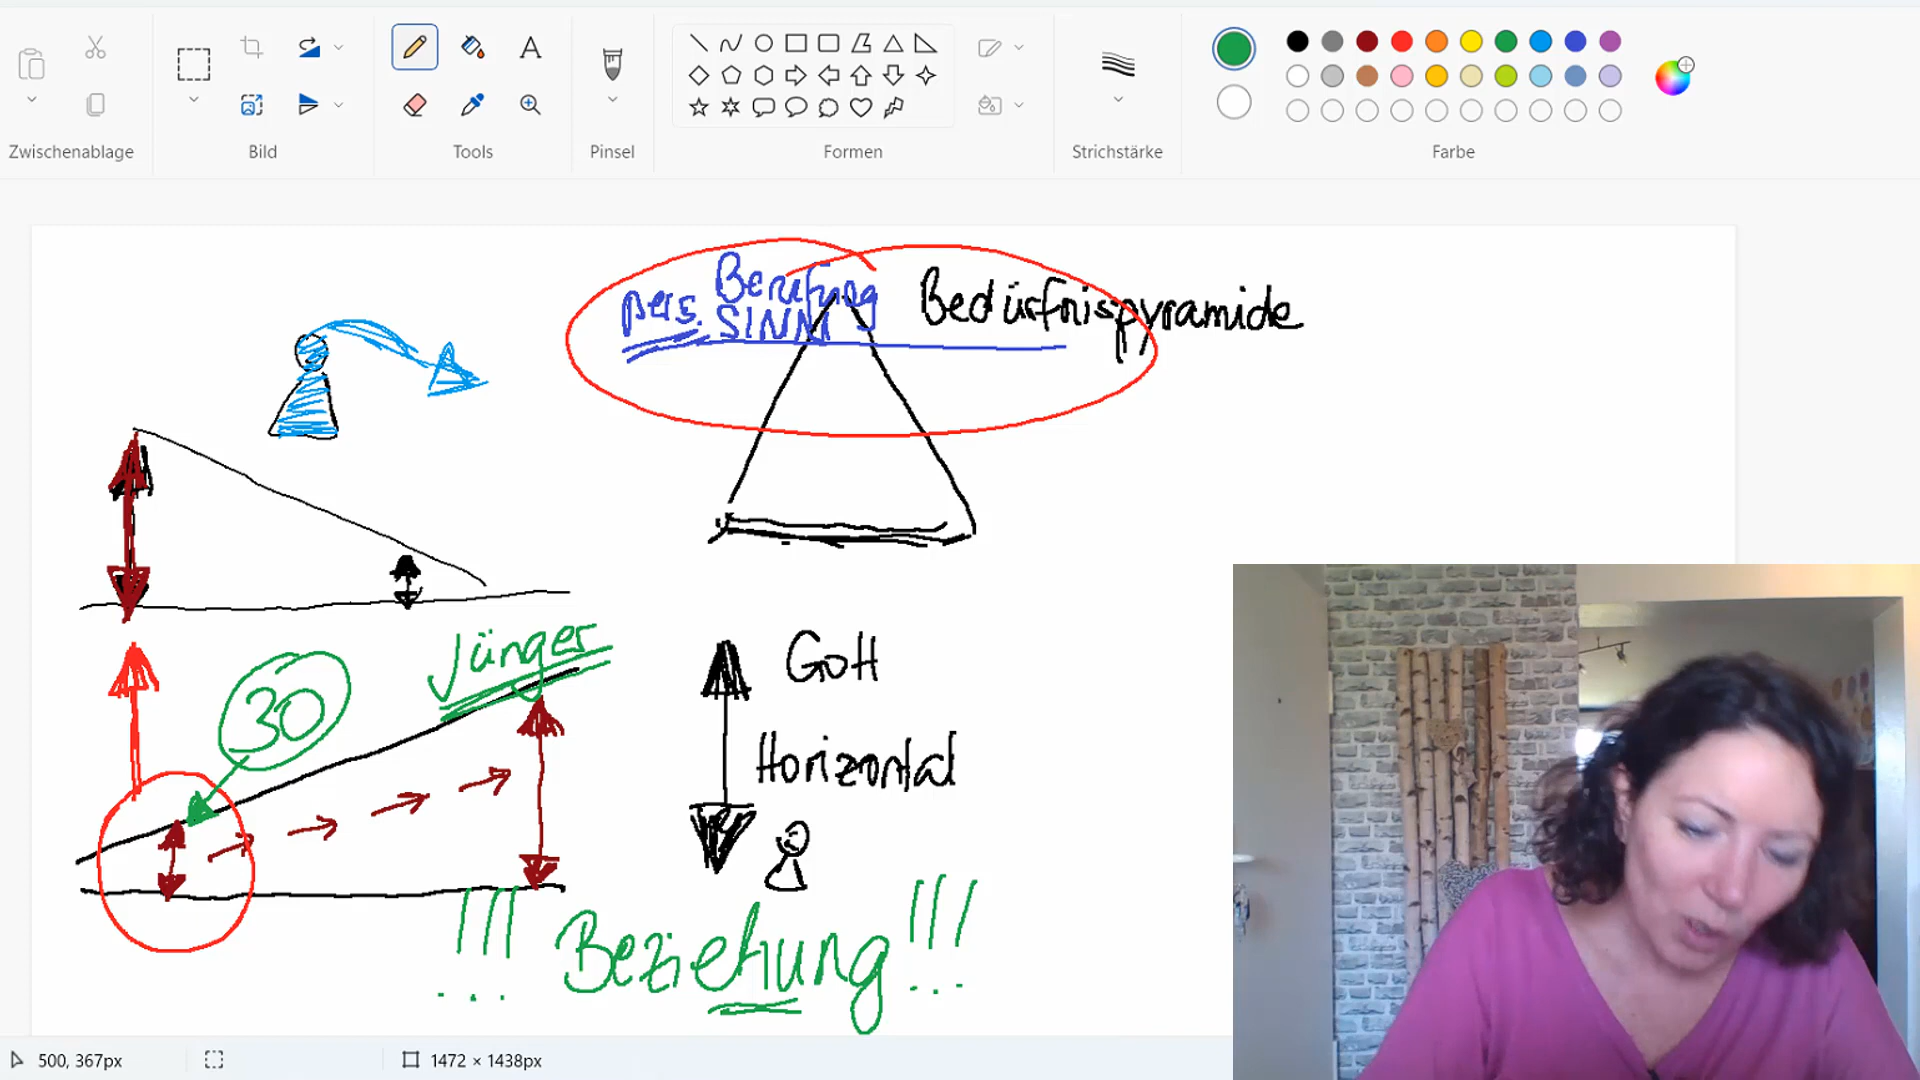 Zwischenablage
Bild
Tools
Pinsel
Formen
Strichstärke
Farbe
Berufung
pers. SINN
Bedürfnispyramide
Jünger
30
Gott
Horizontal
!!! Beziehung !!!
500, 367px
1472 × 1438px